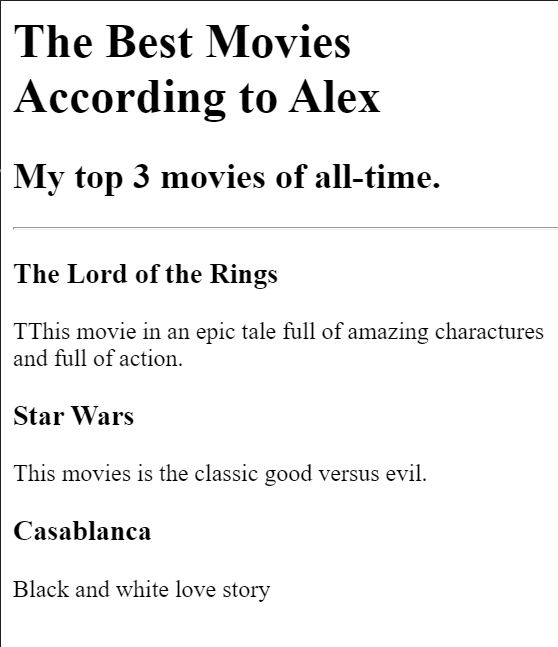 The Best Movies
According to Alex
My top 3 movies of all-time.
The Lord of the Rings
TThis movie in an epic tale full of amazing charactures
and full of action.
Star Wars
This movies is the classic good versus evil.
Casablanca
Black and white love story